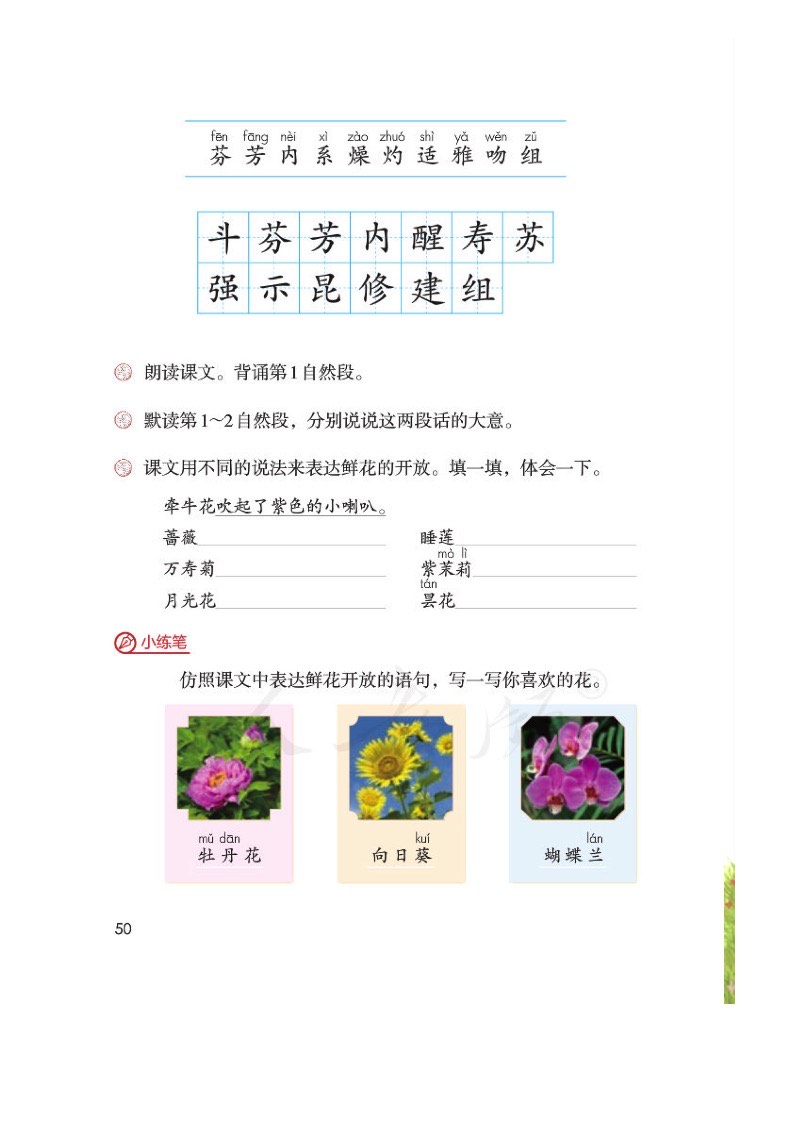 fēn fāng nèi xì zào zhuó shì yǎ wěn zǔ
芬 芳 内 系 燥 灼 适 雅 吻 组
斗 芬 芳 内 醒 寿 苏
强 示 昆 修 建 组
朗读课文。背诵第1自然段。
默读第1～2自然段，分别说说这两段话的大意。
课文用不同的说法来表达鲜花的开放。填一填，体会一下。
牵牛花吹起了紫色的小喇叭。
蔷薇 睡莲
mò lì
万寿菊 紫茉莉
tán
月光花 昙花
小练笔
仿照课文中表达鲜花开放的语句，写一写你喜欢的花。
mǔ dān kuí lán
牡丹花 向日葵 蝴蝶兰
50